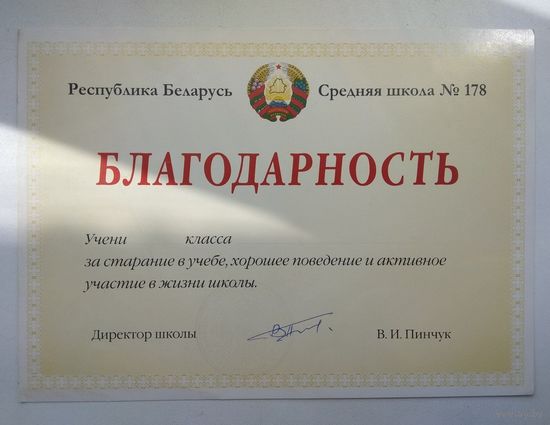 Республика Беларусь Средняя школа № 178
БЛАГОДАРНОСТЬ
Учени класса
за старание в учебе, хорошее поведение и активное
участие в жизни школы.
Директор школы В. И. Пинчук